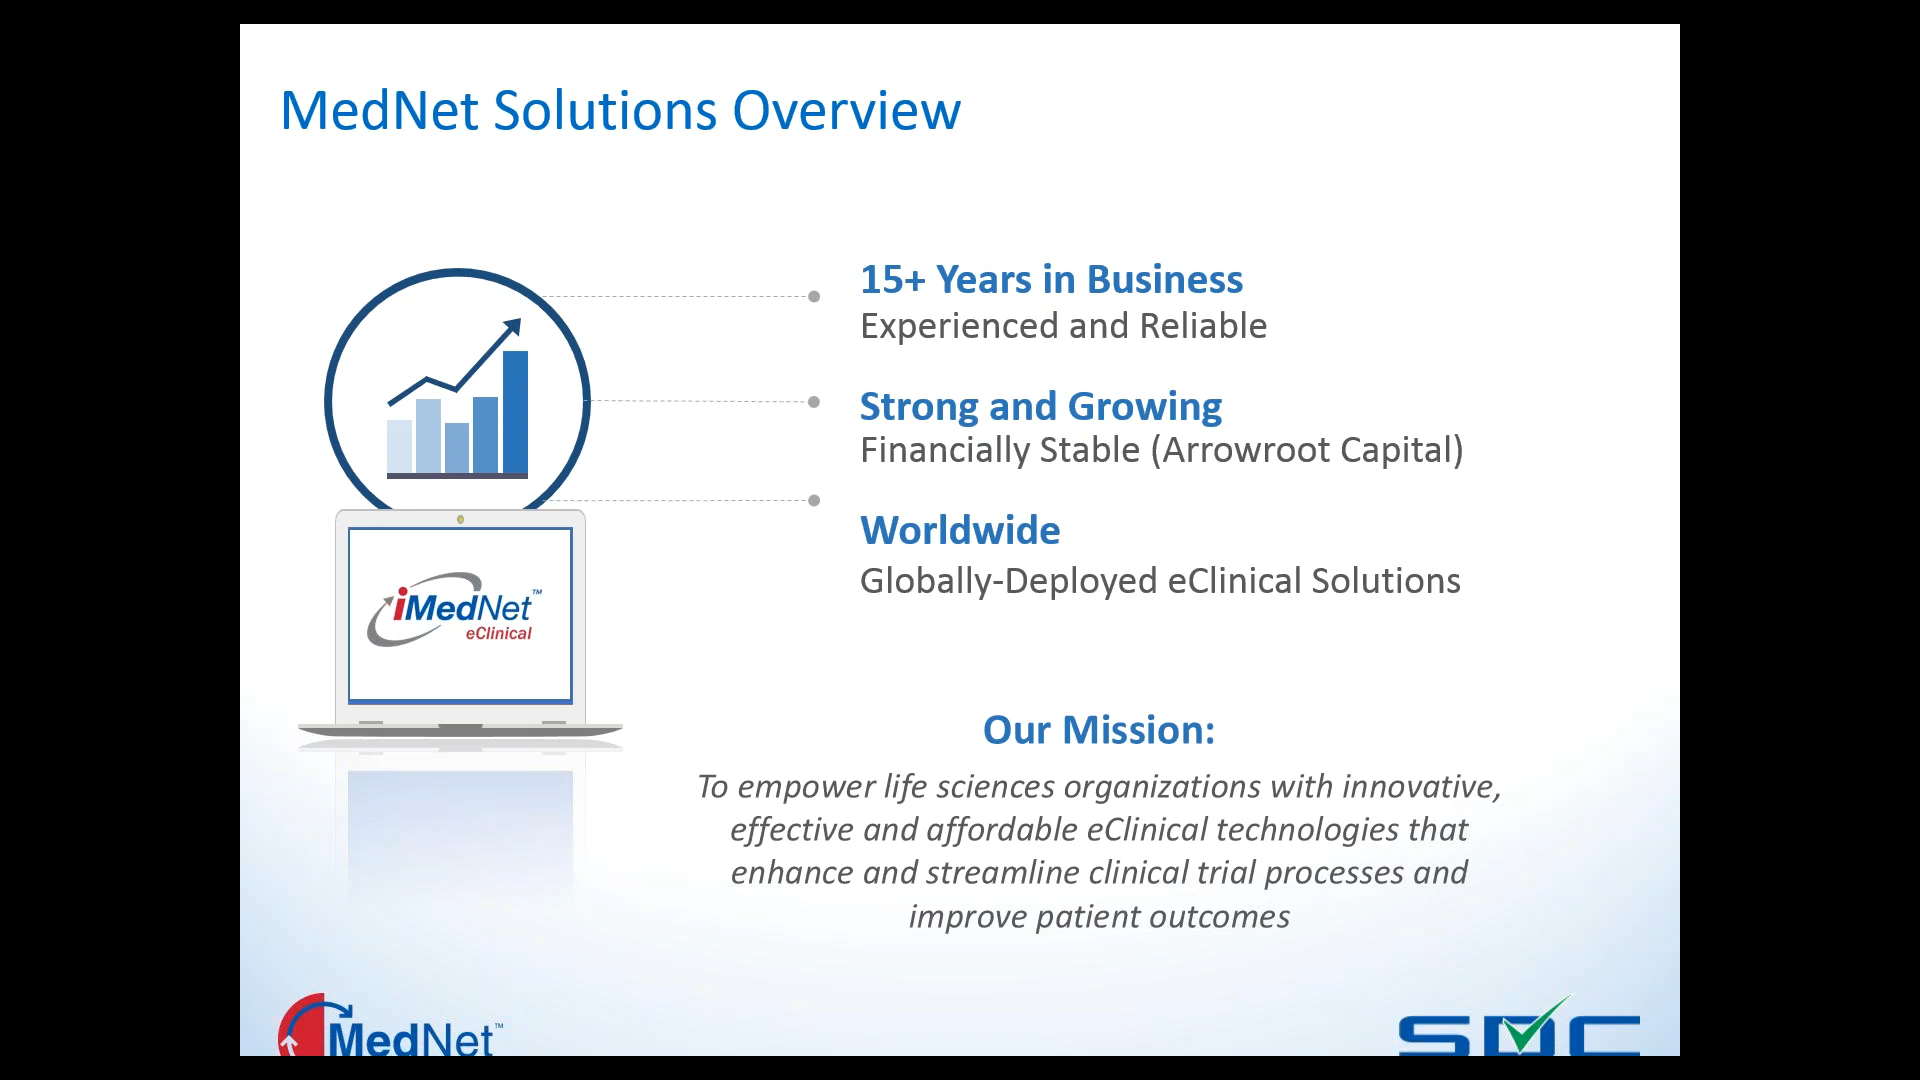 MedNet Solutions Overview
15+ Years in Business
Experienced and Reliable
Strong and Growing
Financially Stable (Arrowroot Capital)
Worldwide
Globally-Deployed eClinical Solutions
iMedNet™
eClinical
Our Mission:
To empower life sciences organizations with innovative,
effective and affordable eClinical technologies that
enhance and streamline clinical trial processes and
improve patient outcomes
MedNet™
SDC